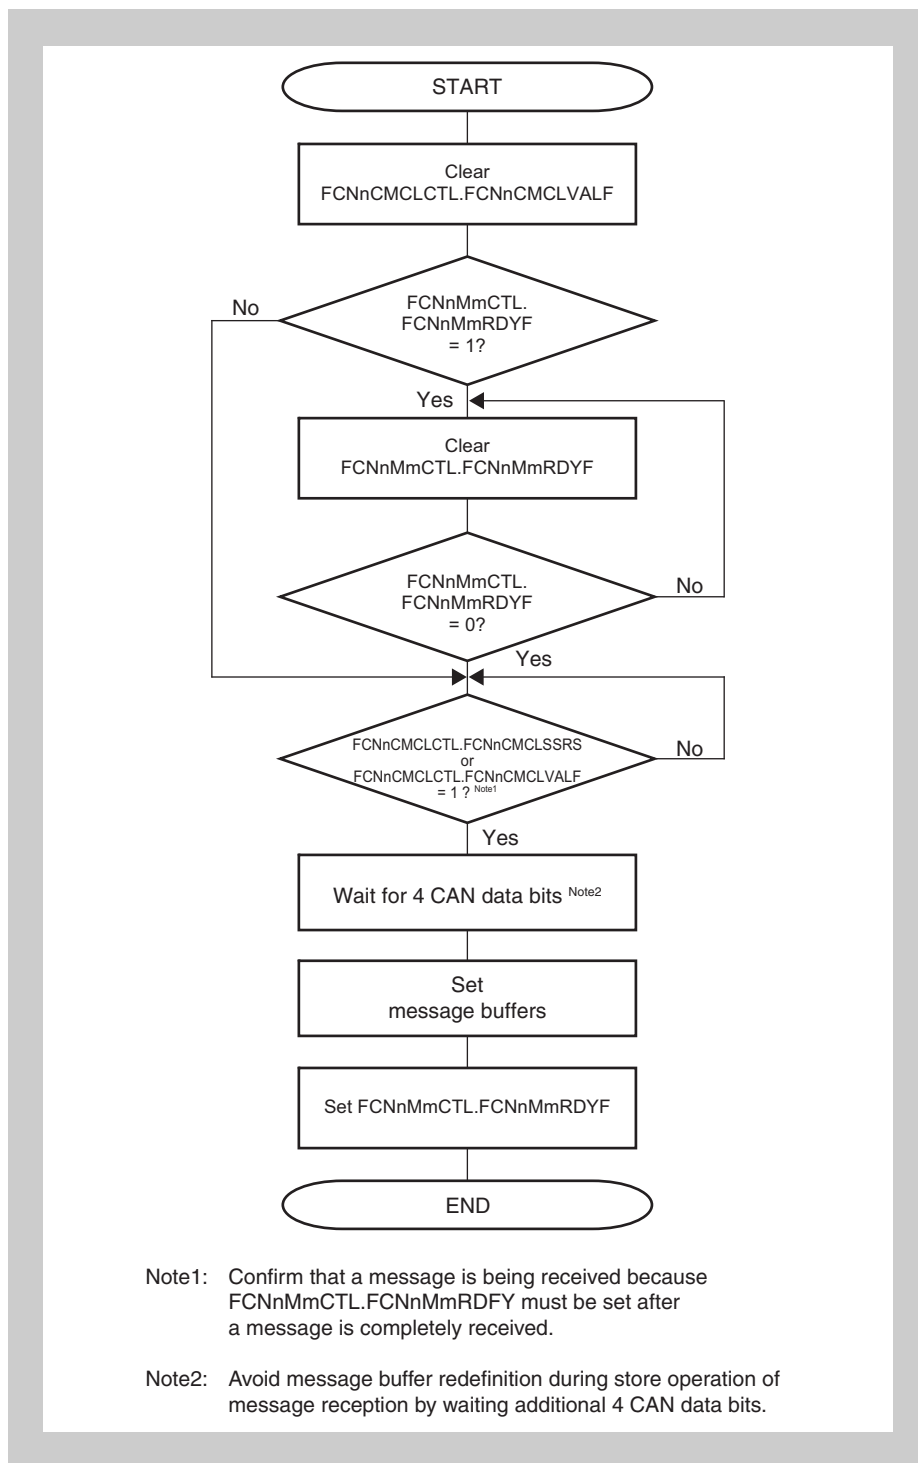 START
Clear
FCNnCMCLCTL.FCNnCMCLVALF
No
FCNnMmCTL.
FCNnMmRDYF
= 1?
Yes
Clear
FCNnMmCTL.FCNnMmRDYF
FCNnMmCTL.
FCNnMmRDYF
= 0?
No
Yes
FCNnCMCLCTL.FCNnCMCLSSRS
or
FCNnCMCLCTL.FCNnCMCLVALF
= 1 ? Note1
No
Yes
Wait for 4 CAN data bits Note2
Set
message buffers
Set FCNnMmCTL.FCNnMmRDYF
END
Note1: Confirm that a message is being received because
FCNnMmCTL.FCNnMmRDFY must be set after
a message is completely received.
Note2: Avoid message buffer redefinition during store operation of
message reception by waiting additional 4 CAN data bits.